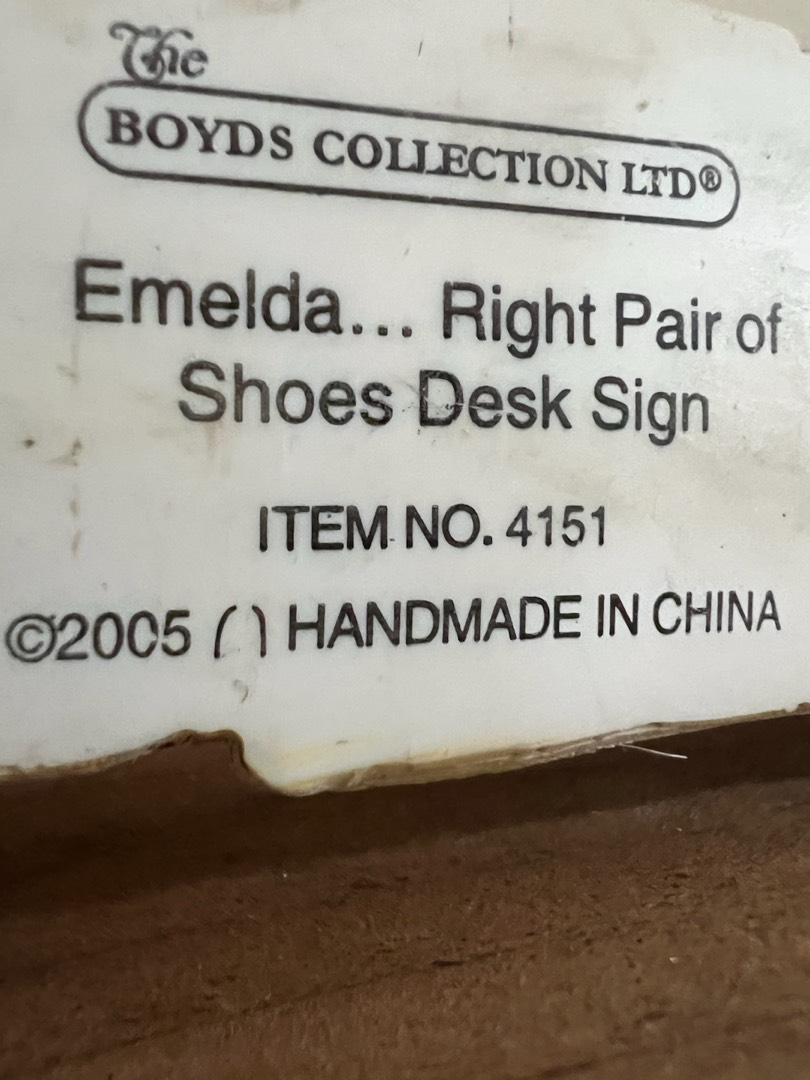 The
BOYDS COLLECTION LTD®
Emelda... Right Pair of
Shoes Desk Sign
ITEM NO. 4151
©2005 ( ) HANDMADE IN CHINA